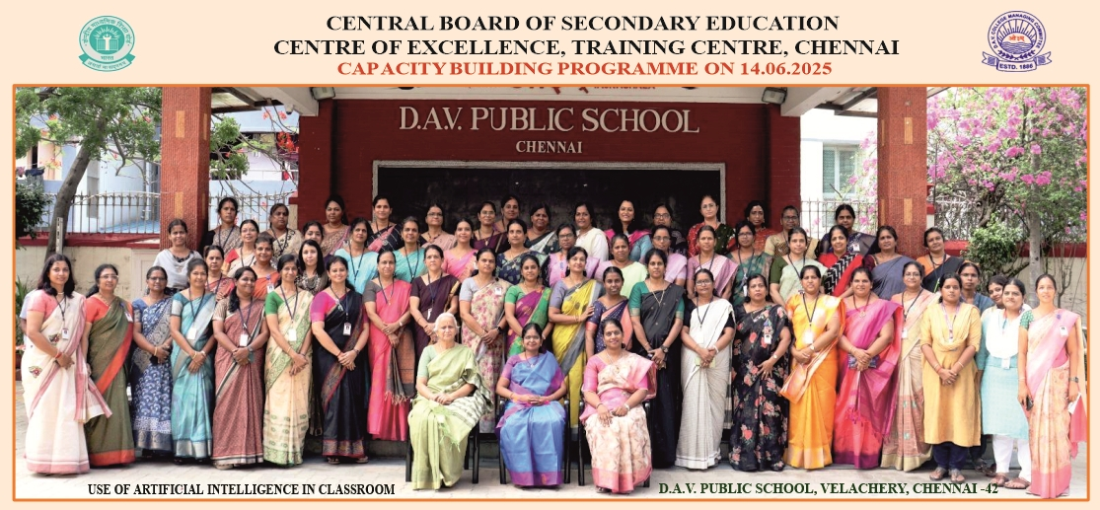 CENTRAL BOARD OF SECONDARY EDUCATION
CENTRE OF EXCELLENCE, TRAINING CENTRE, CHENNAI
CAPACITY BUILDING PROGRAMME ON 14.06.2025
ESTD. 1886
D.A.V. PUBLIC SCHOOL
CHENNAI
USE OF ARTIFICIAL INTELLIGENCE IN CLASSROOM
D.A.V. PUBLIC SCHOOL, VELACHERY, CHENNAI -42